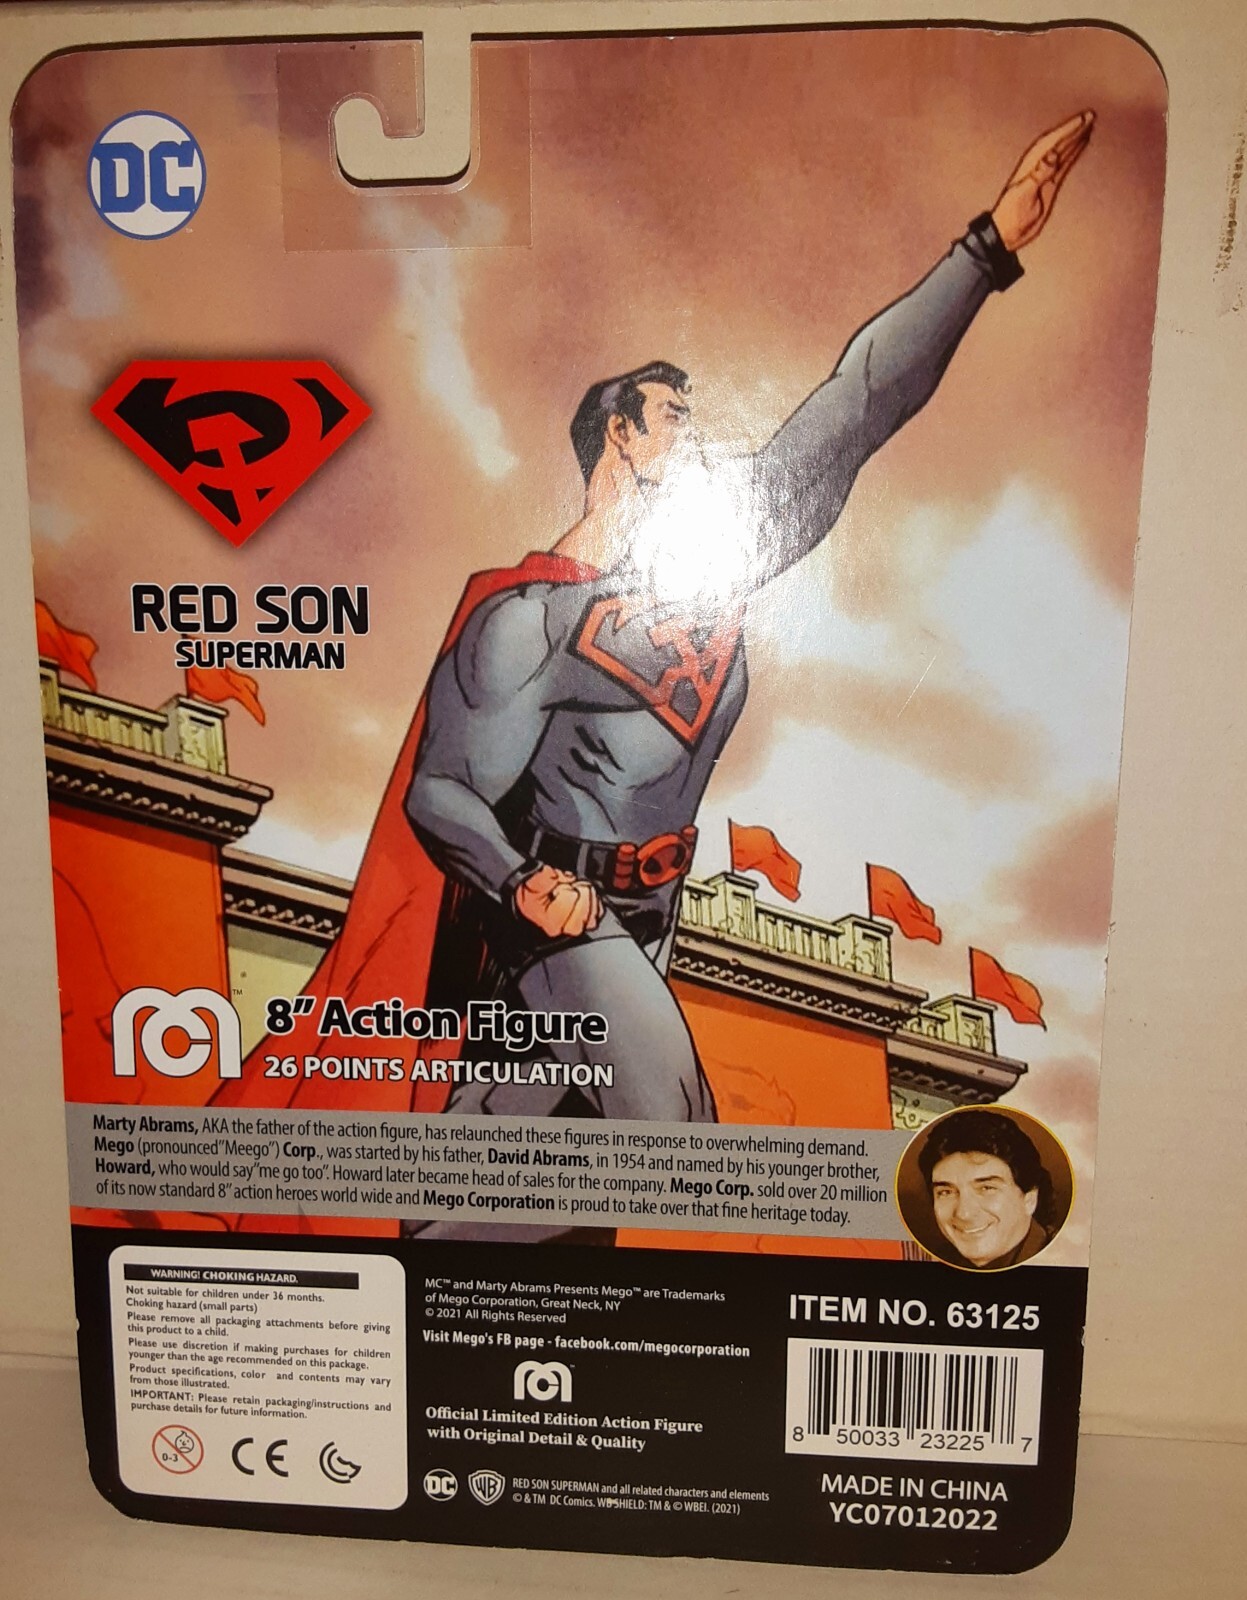 DC
RED SON
SUPERMAN
TM
8" Action Figure
26 POINTS ARTICULATION
Marty Abrams, AKA the father of the action figure, has relaunched these figures in response to overwhelming demand.
Mego (pronounced"Meego") Corp., was started by his father, David Abrams, in 1954 and named by his younger brother,
Howard, who would say"me go too". Howard later became head of sales for the company. Mego Corp. sold over 20 million
of its now standard 8" action heroes world wide and Mego Corporation is proud to take over that fine heritage today.
WARNING! CHOKING HAZARD.
Not suitable for children under 36 months.
Choking hazard (small parts)
Please remove all packaging attachments before giving
this product to a child.
Please use discretion if making purchases for children
younger than the age recommended on this package.
Product specifications, color and contents may vary
from those illustrated.
IMPORTANT: Please retain packaging/instructions and
purchase details for future information.
0-3
CE
MC™ and Marty Abrams Presents Mego™ are Trademarks
of Mego Corporation, Great Neck, NY
© 2021 All Rights Reserved
Visit Mego's FB page - facebook.com/megocorporation
Official Limited Edition Action Figure
with Original Detail & Quality
DC
WB
RED SON SUPERMAN and all related characters and elements
© & TM DC Comics. WB SHIELD: TM & © WBEI. (2021)
ITEM NO. 63125
8 50033 23225 7
MADE IN CHINA
YC07012022